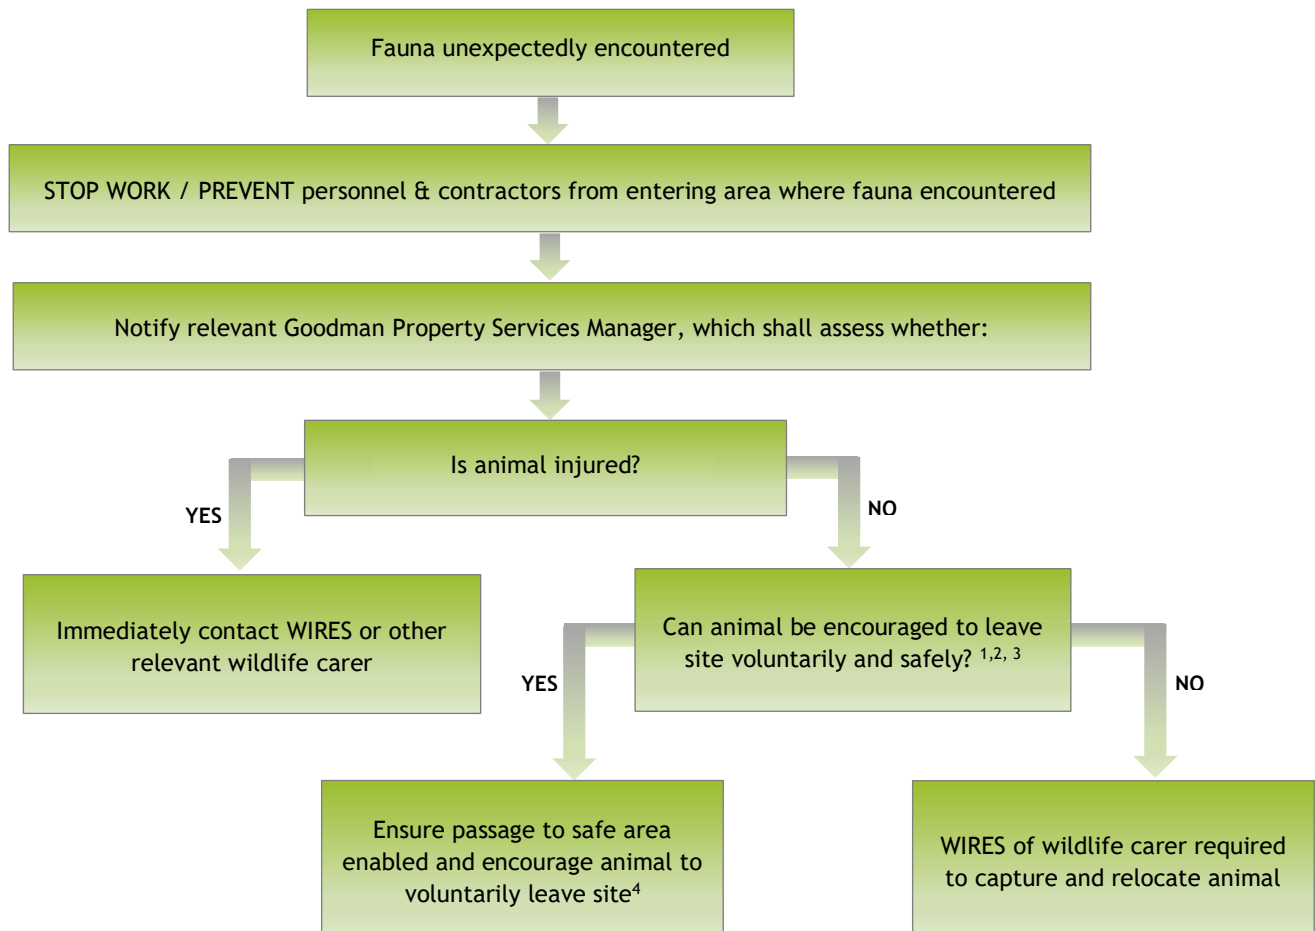 Fauna unexpectedly encountered
STOP WORK / PREVENT personnel & contractors from entering area where fauna encountered
Notify relevant Goodman Property Services Manager, which shall assess whether:
Is animal injured?
YES
NO
Immediately contact WIRES or other
relevant wildlife carer
Can animal be encouraged to leave
site voluntarily and safely? 1,2, 3
YES
NO
Ensure passage to safe area
enabled and encourage animal to
voluntarily leave site4
WIRES of wildlife carer required
to capture and relocate animal